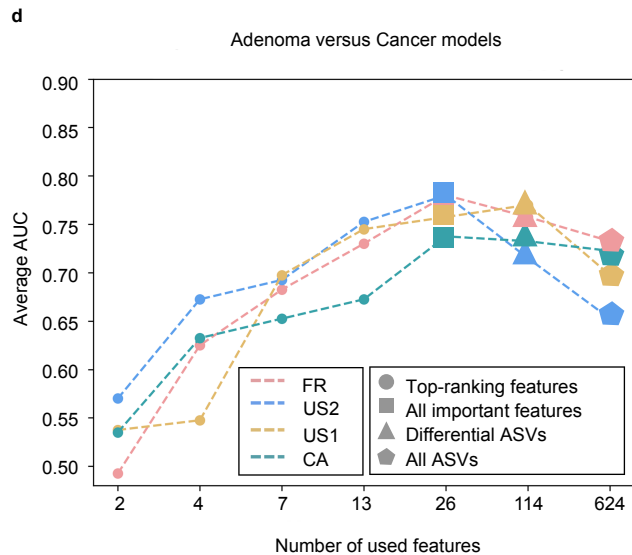 d
Adenoma versus Cancer models
0.90
0.85
0.80
0.75
0.70
0.65
0.60
0.55
0.50
Average AUC
FR
US2
US1
CA
Top-ranking features
All important features
Differential ASVs
All ASVs
2 4 7 13 26 114 624
Number of used features